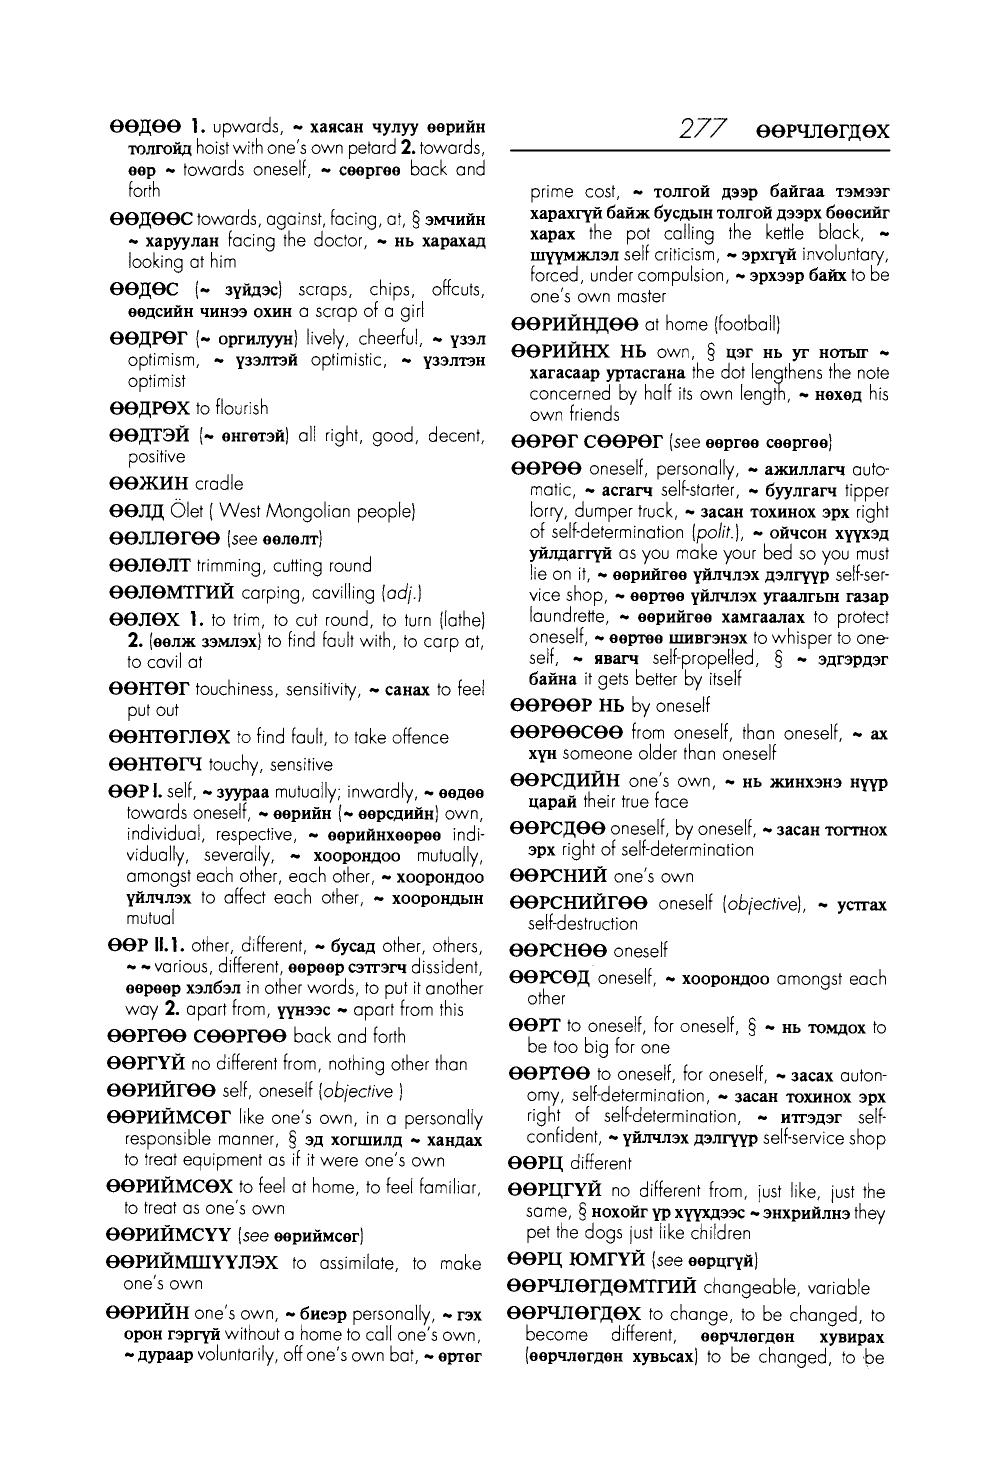 ӨӨДӨӨ 1. upwards, ~ хаясан чулуу өөрийн
толгойд hoist with one's own petard 2. towards,
өөр ~ towards oneself, ~ сөөргөө back and
forth
ӨӨДӨӨС towards, against, facing, at, § эмчийн
~ харуулан facing the doctor, ~ нь харахад
looking at him
ӨӨДӨС (~ зүйдэс) scraps, chips, offcuts,
өөдсийн чинээ охин a scrap of a girl
ӨӨДРӨГ (~ оргилуун) lively, cheerful, ~ үзэл
optimism, ~ үзэлтэй optimistic, ~ үзэлтэн
optimist
ӨӨДРӨХ to flourish
ӨӨДТЭЙ (~ өнгөтэй) all right, good, decent,
positive
ӨӨЖИН cradle
ӨӨЛД Ölet ( West Mongolian people)
ӨӨЛЛӨГӨӨ (see өөлөлт)
ӨӨЛӨЛТ trimming, cutting round
ӨӨЛӨМТГИЙ carping, cavilling (adj.)
ӨӨЛӨХ 1. to trim, to cut round, to turn (lathe)
2. (өөлж зэмлэх) to find fault with, to carp at,
to cavil at
ӨӨНТӨГ touchiness, sensitivity, ~ санах to feel
put out
ӨӨНТӨГЛӨХ to find fault, to take offence
ӨӨНТӨГЧ touchy, sensitive
ӨӨР I. self, ~ зуураа mutually; inwardly, ~ өөдөө
towards oneself, ~ өөрийн (~ өөрсдийн) own,
individual, respective, ~ өөрийнхөөрөө indi-
vidually, severally, ~ хоорондоо mutually,
amongst each other, each other, ~ хоорондоо
үйлчлэх to affect each other, ~ хоорондын
mutual
ӨӨР II.1. other, different, ~ бусад other, others,
~ ~ various, different, өөрөөр сэтгэгч dissident,
өөрөөр хэлбэл in other words, to put it another
way 2. apart from, үүнээс ~ apart from this
ӨӨРГӨӨ СӨӨРГӨӨ back and forth
ӨӨРГҮЙ no different from, nothing other than
ӨӨРИЙГӨӨ self, oneself (objective )
ӨӨРИЙМСӨГ like one's own, in a personally
responsible manner, § эд хогшилд ~ хандах
to treat equipment as if it were one's own
ӨӨРИЙМСӨХ to feel at home, to feel familiar,
to treat as one's own
ӨӨРИЙМСҮҮ (see өөриймсөг)
ӨӨРИЙМШҮҮЛЭХ to assimilate, to make
one's own
ӨӨРИЙН one's own, ~ биеэр personally, ~ гэх
орон гэргүй without a home to call one's own,
~ дураар voluntarily, off one's own bat, ~ өртөг
277 ӨӨРЧЛӨГДӨХ
prime cost, ~ толгой дээр байгаа тэмээг
харахгүй байж бусдын толгой дээрх бөөсийг
харах the pot calling the kettle black, ~
шүүмжлэл self criticism, ~ эрхгүй involuntary,
forced, under compulsion, ~ эрхээр байх to be
one's own master
ӨӨРИЙНДӨӨ at home (football)
ӨӨРИЙНХ НЬ own, § цэг нь уг нотыг ~
хагасаар уртасгана the dot lengthens the note
concerned by half its own length, ~ нөхөд his
own friends
ӨӨРӨГ СӨӨРӨГ (see өөргөө сөөргөө)
ӨӨРӨӨ oneself, personally, ~ ажиллагч auto-
matic, ~ асгагч self-starter, ~ буулгагч tipper
lorry, dumper truck, ~ засан тохинох эрх right
of self-determination (polit.), ~ ойчсон хүүхэд
уйлдаггүй as you make your bed so you must
lie on it, ~ өөрийгөө үйлчлэх дэлгүүр self-ser-
vice shop, ~ өөртөө үйлчлэх угаалгын газар
laundrette, ~ өөрийгөө хамгаалах to protect
oneself, ~ өөртөө шивгэнэх to whisper to one-
self, ~ явагч self-propelled, § ~ эдгэрдэг
байна it gets better by itself
ӨӨРӨӨР НЬ by oneself
ӨӨРӨӨСӨӨ from oneself, than oneself, ~ ах
хүн someone older than oneself
ӨӨРСДИЙН one's own, ~ нь жинхэнэ нүүр
царай their true face
ӨӨРСДӨӨ oneself, by oneself, ~ засан тогтнох
эрх right of self-determination
ӨӨРСНИЙ one's own
ӨӨРСНИЙГӨӨ oneself (objective), ~ устгах
self-destruction
ӨӨРСНӨӨ oneself
ӨӨРСӨД oneself, ~ хоорондоо amongst each
other
ӨӨРТ to oneself, for oneself, § ~ нь томдох to
be too big for one
ӨӨРТӨӨ to oneself, for oneself, ~ засах auton-
omy, self-determination, ~ засан тохинох эрх
right of self-determination, ~ итгэдэг self-
confident, ~ үйлчлэх дэлгүүр self-service shop
ӨӨРЦ different
ӨӨРЦГҮЙ no different from, just like, just the
same, § нохойг үр хүүхдээс ~ энхрийлнэ they
pet the dogs just like children
ӨӨРЦ ЮМГҮЙ (see өөрцгүй)
ӨӨРЧЛӨГДӨМТГИЙ changeable, variable
ӨӨРЧЛӨГДӨХ to change, to be changed, to
become different, өөрчлөгдөн хувирах
(өөрчлөгдөн хувьсах) to be changed, to be